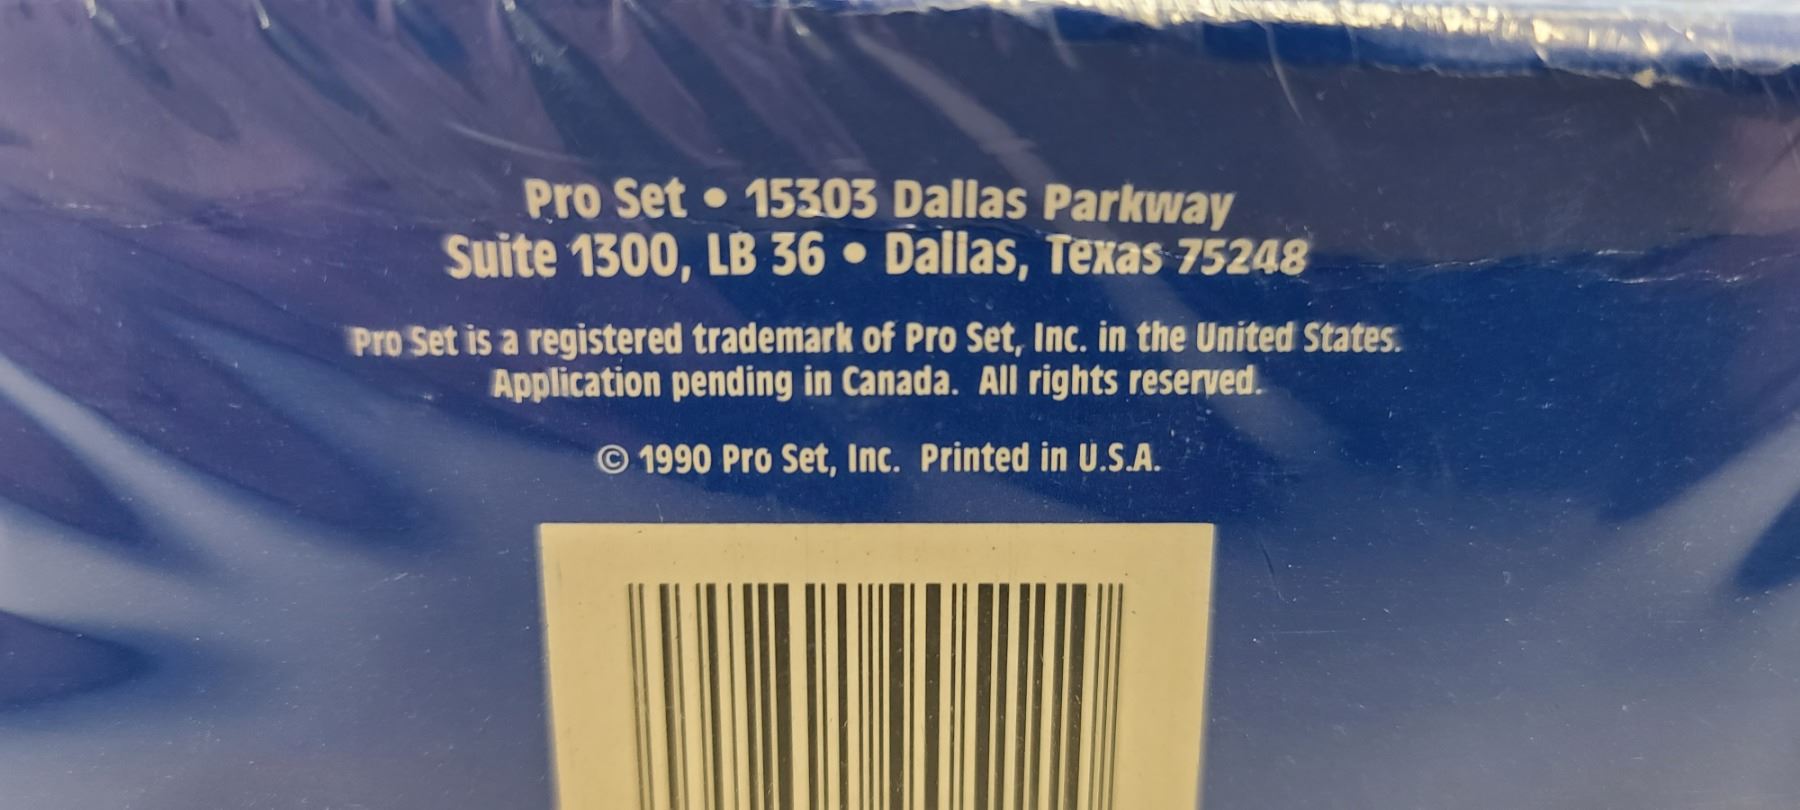 Pro Set • 15303 Dallas Parkway
Suite 1300, LB 36 • Dallas, Texas 75248
Pro Set is a registered trademark of Pro Set, Inc. in the United States.
Application pending in Canada. All rights reserved.
© 1990 Pro Set, Inc. Printed in U.S.A.